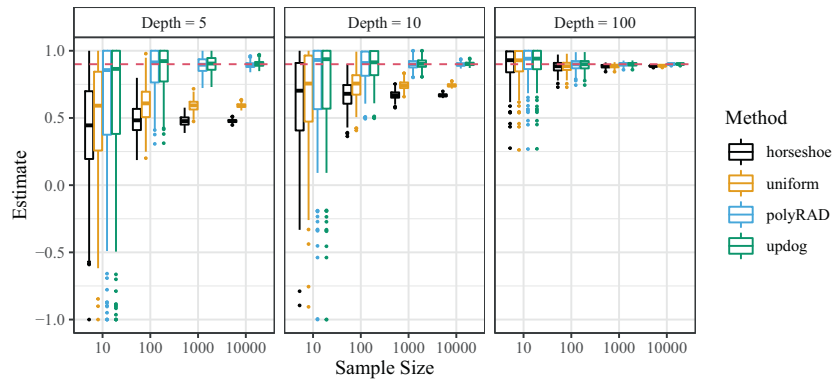 Depth = 5 Depth = 10 Depth = 100
1.0
0.5
0.0
−0.5
−1.0
Estimate
10 100 1000 10000 10 100 1000 10000 10 100 1000 10000
Sample Size
Method
horseshoe
uniform
polyRAD
updog